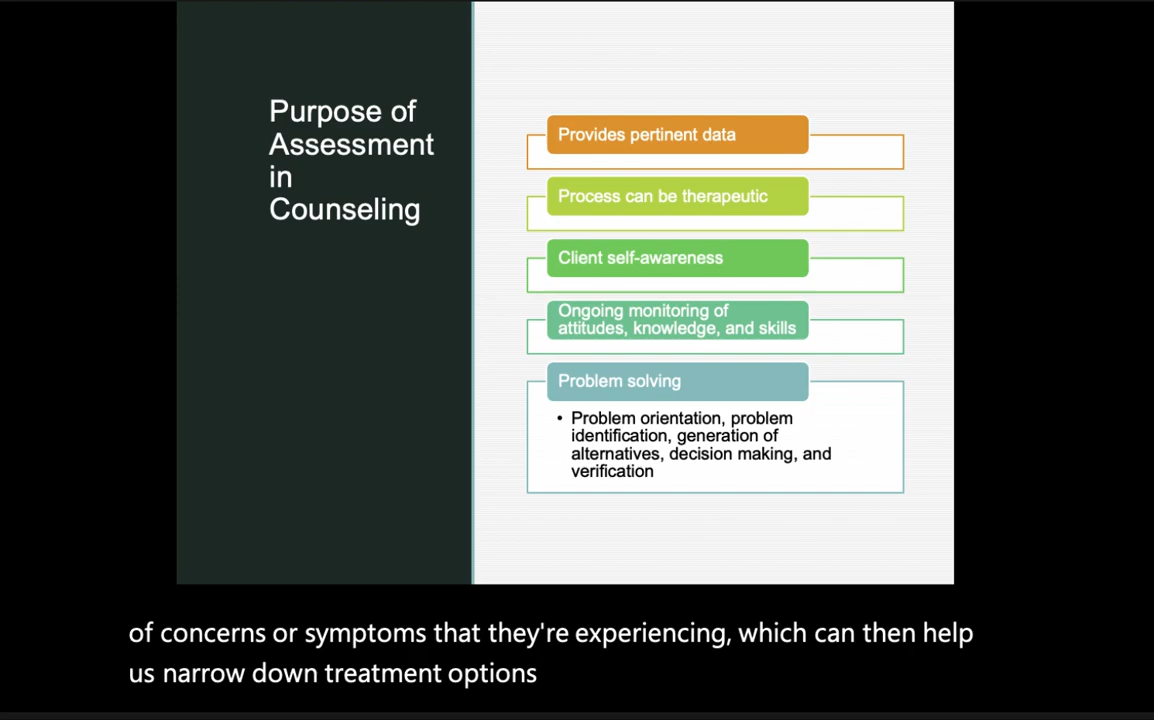 Purpose of
Assessment
in
Counseling
Provides pertinent data
Process can be therapeutic
Client self-awareness
Ongoing monitoring of
attitudes, knowledge, and skills
Problem solving
• Problem orientation, problem
identification, generation of
alternatives, decision making, and
verification
of concerns or symptoms that they're experiencing, which can then help
us narrow down treatment options